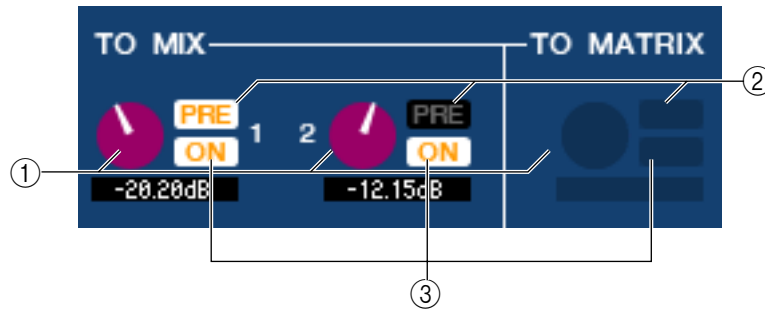 TO MIX TO MATRIX
PRE 1 2 PRE
ON ON
-20.20dB -12.15dB
①
②
③